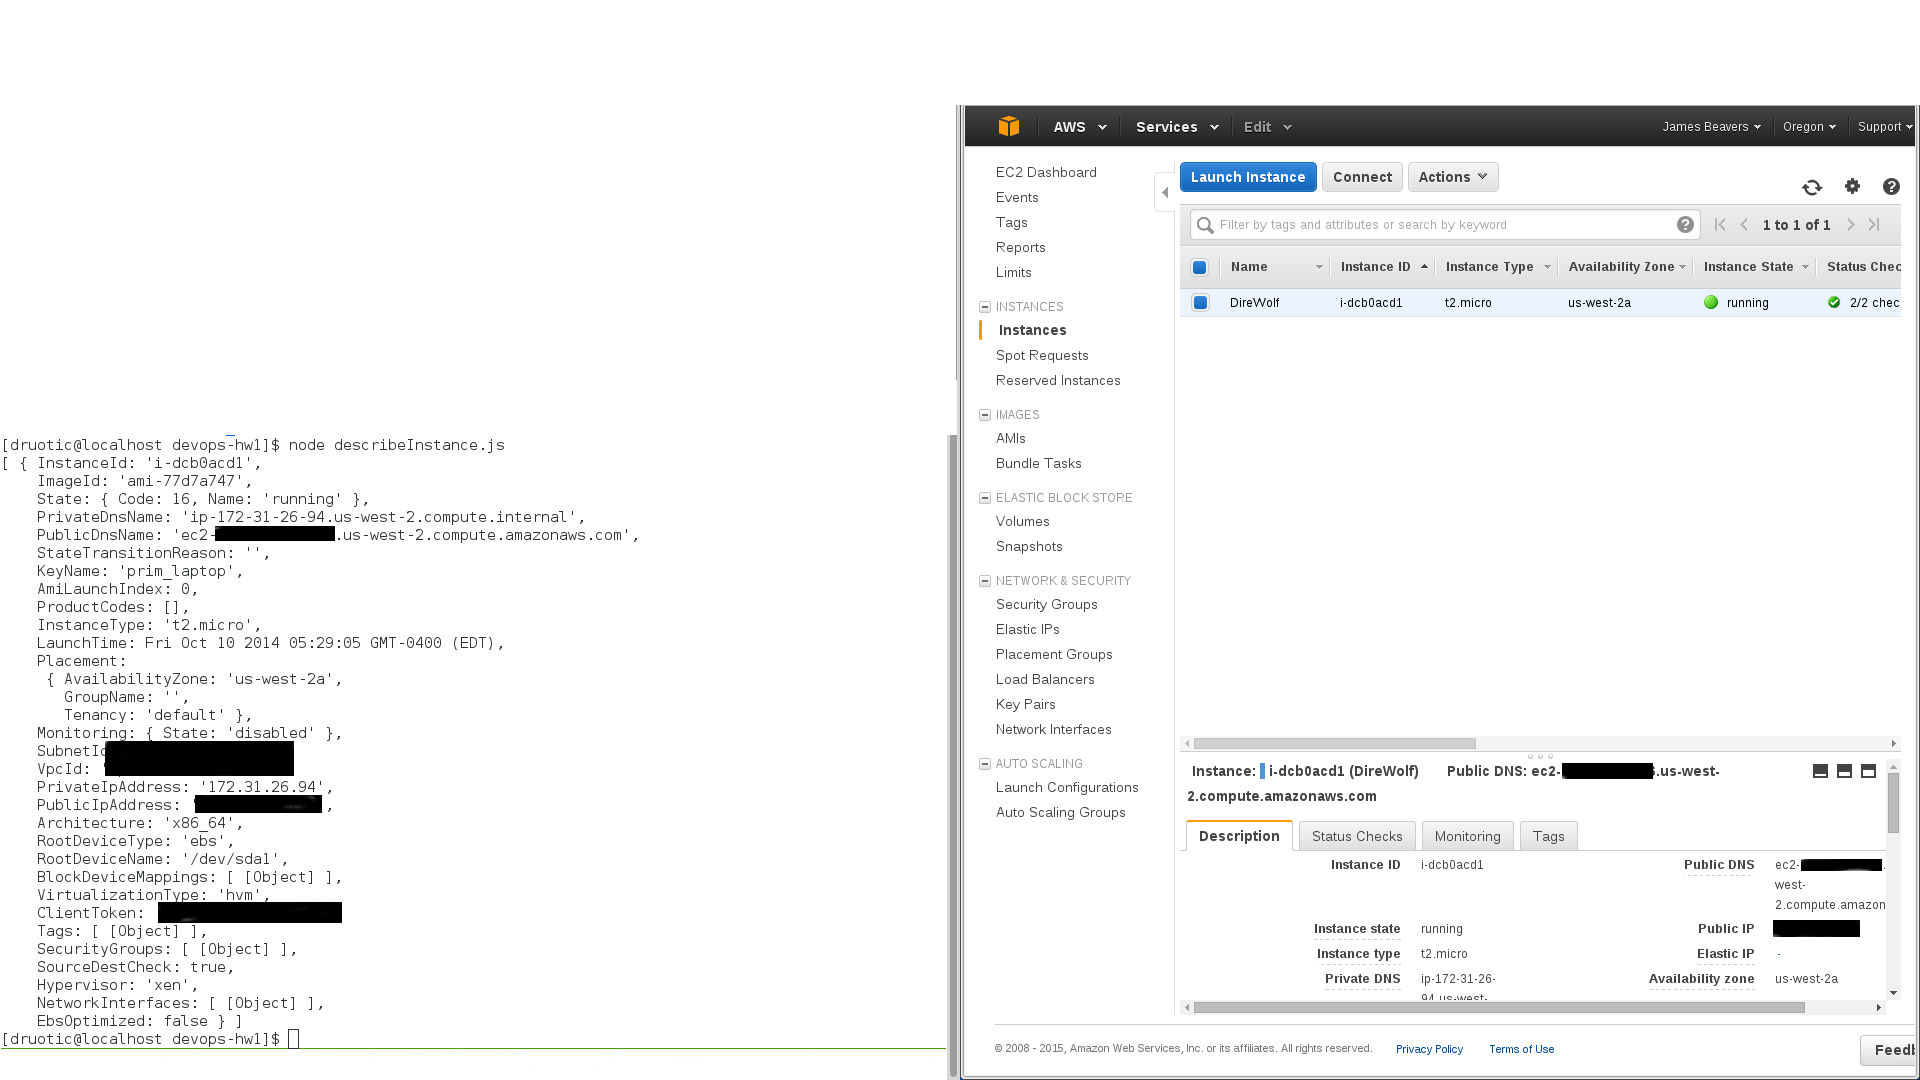 [druotic@localhost devops-hw1]$ node describeInstance.js
[ { InstanceId: 'i-dcb0acd1',
ImageId: 'ami-77d7a747',
State: { Code: 16, Name: 'running' },
PrivateDnsName: 'ip-172-31-26-94.us-west-2.compute.internal',
PublicDnsName: 'ec2- .us-west-2.compute.amazonaws.com',
StateTransitionReason: '',
KeyName: 'prim_laptop',
AmiLaunchIndex: 0,
ProductCodes: [],
InstanceType: 't2.micro',
LaunchTime: Fri Oct 10 2014 05:29:05 GMT-0400 (EDT),
Placement:
{ AvailabilityZone: 'us-west-2a',
GroupName: '',
Tenancy: 'default' },
Monitoring: { State: 'disabled' },
SubnetId
VpcId: '
PrivateIpAddress: '172.31.26.94',
PublicIpAddress: ' ,
Architecture: 'x86_64',
RootDeviceType: 'ebs',
RootDeviceName: '/dev/sda1',
BlockDeviceMappings: [ [Object] ],
VirtualizationType: 'hvm',
ClientToken:
Tags: [ [Object] ],
SecurityGroups: [ [Object] ],
SourceDestCheck: true,
Hypervisor: 'xen',
NetworkInterfaces: [ [Object] ],
EbsOptimized: false } ]
[druotic@localhost devops-hw1]$
AWS Services Edit James Beavers Oregon Support
EC2 Dashboard
Events
Tags
Reports
Limits
INSTANCES
Instances
Spot Requests
Reserved Instances
IMAGES
AMIs
Bundle Tasks
ELASTIC BLOCK STORE
Volumes
Snapshots
NETWORK & SECURITY
Security Groups
Elastic IPs
Placement Groups
Load Balancers
Key Pairs
Network Interfaces
AUTO SCALING
Launch Configurations
Auto Scaling Groups
Launch Instance Connect Actions
Filter by tags and attributes or search by keyword 1 to 1 of 1
Name Instance ID Instance Type Availability Zone Instance State Status Chec
DireWolf i-dcb0acd1 t2.micro us-west-2a running 2/2 chec
Instance: i-dcb0acd1 (DireWolf) Public DNS: ec2- .us-west-
2.compute.amazonaws.com
Description Status Checks Monitoring Tags
Instance ID i-dcb0acd1 Public DNS ec2- .
west-
2.compute.amazon
Instance state running Public IP
Instance type t2.micro Elastic IP -
Private DNS ip-172-31-26- Availability zone us-west-2a
94.us-west-
© 2008 - 2015, Amazon Web Services, Inc. or its affiliates. All rights reserved. Privacy Policy Terms of Use
Feedb